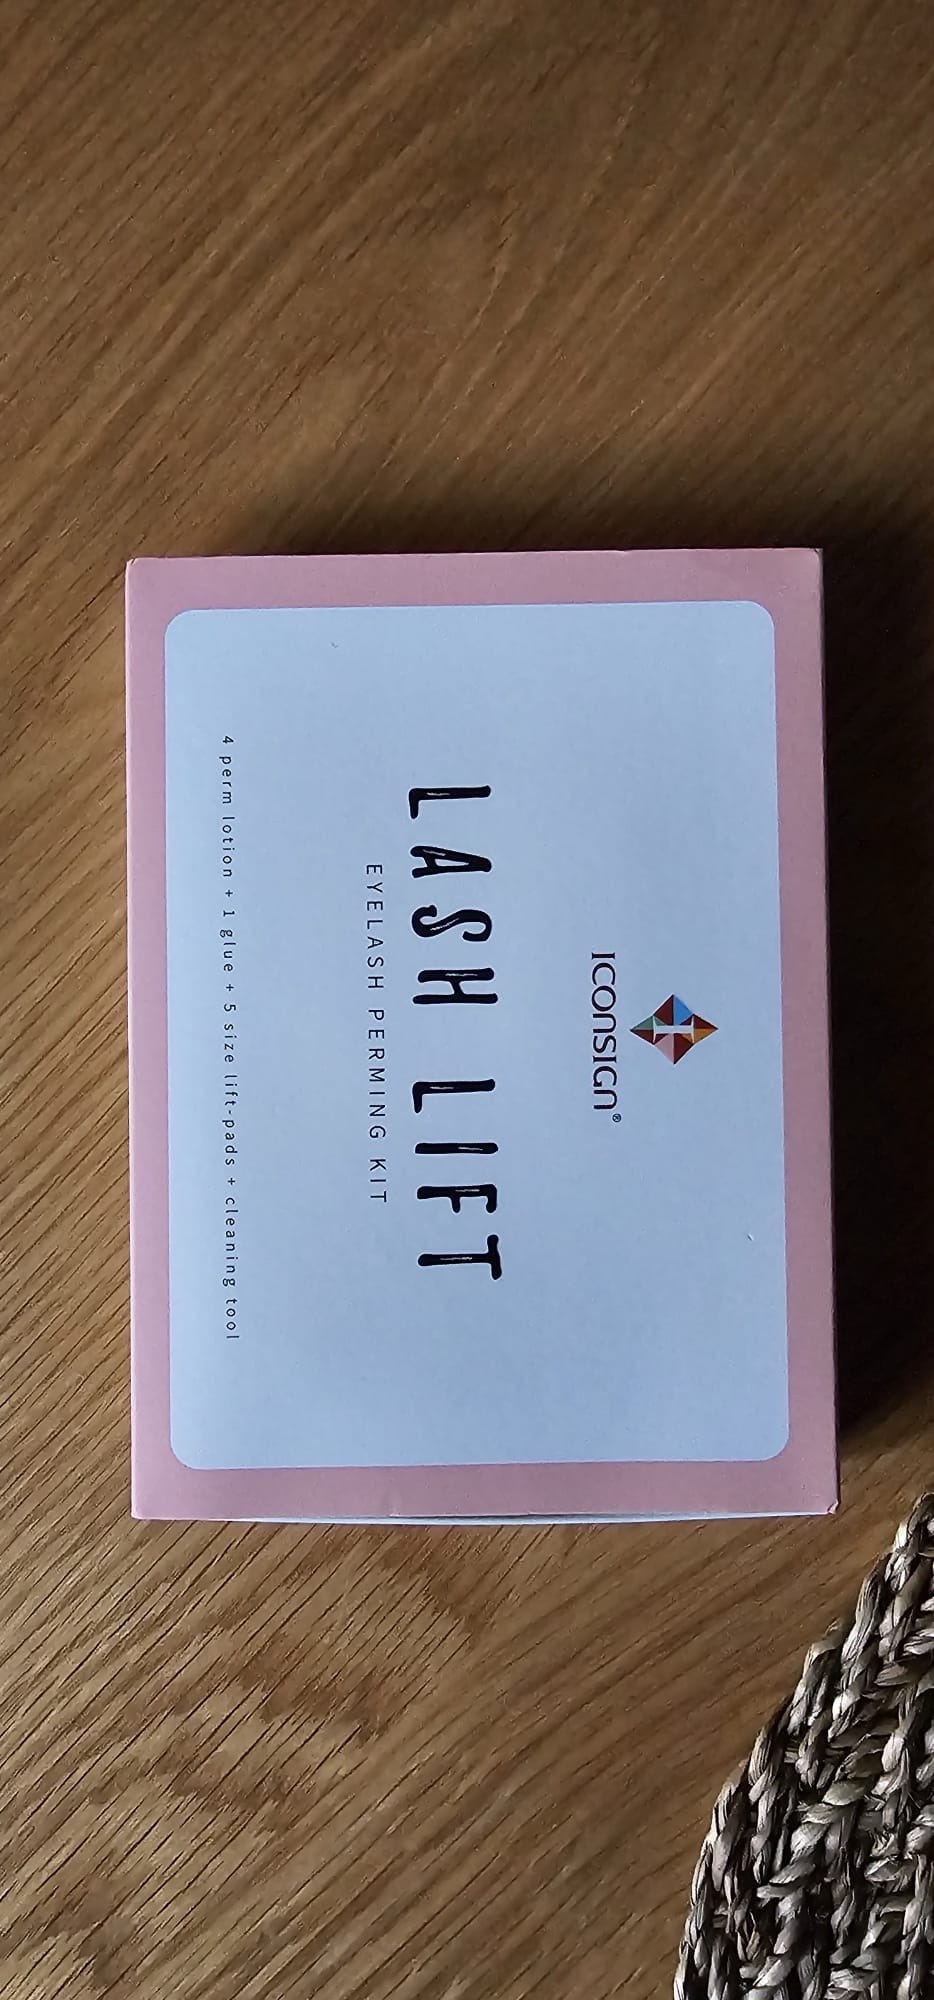 ICONSIGN®
LASH LIFT
EYELASH PERMING KIT
4 perm lotion + 1 glue + 5 size lift-pads + cleaning tool